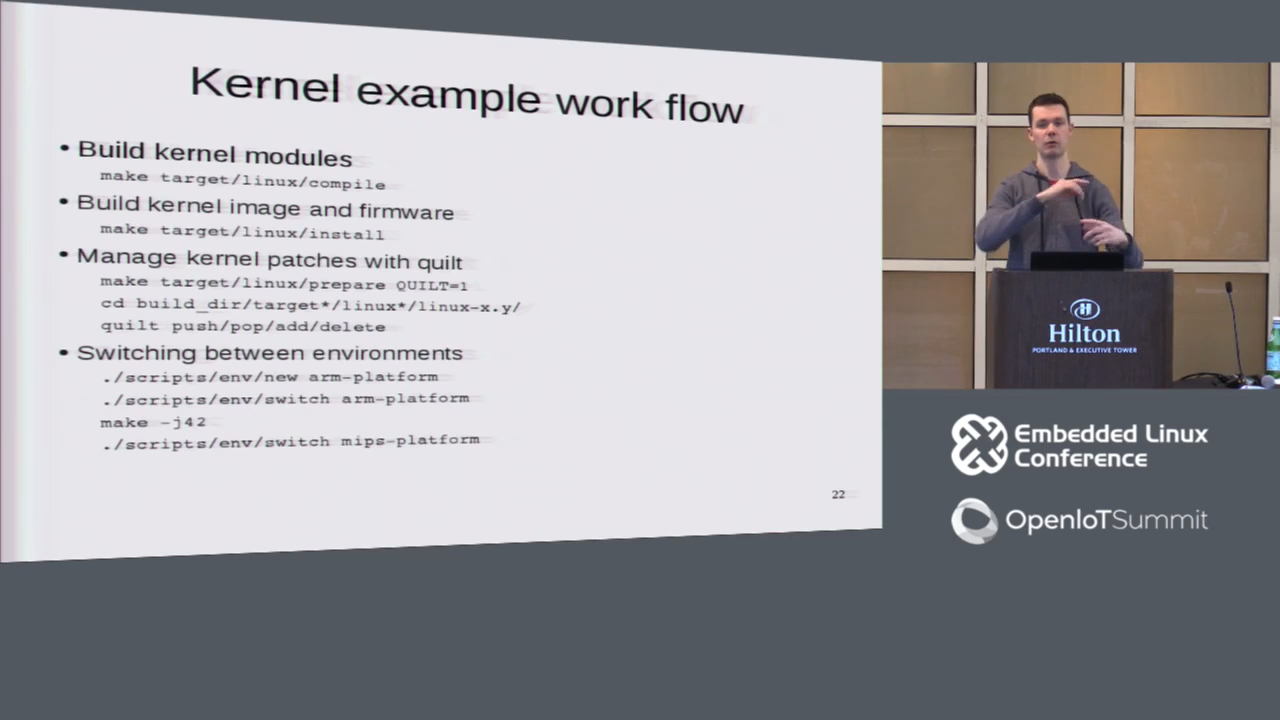 Kernel example work flow
• Build kernel modules
make target/linux/compile
• Build kernel image and firmware
make target/linux/install
• Manage kernel patches with quilt
make target/linux/prepare QUILT=1
cd build_dir/target*/linux*/linux-x.y/
quilt push/pop/add/delete
• Switching between environments
./scripts/env/new arm-platform
./scripts/env/switch arm-platform
make -j42
./scripts/env/switch mips-platform
22
Hilton
PORTLAND & EXECUTIVE TOWER
Embedded Linux
Conference
OpenIoTSummit